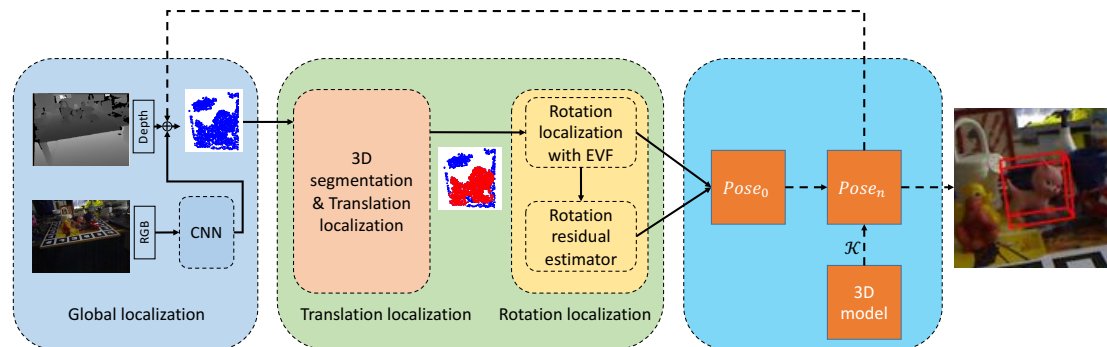 Depth
RGB
CNN
Global localization
3D
segmentation
& Translation
localization
Translation localization
Rotation
localization
with EVF
Rotation
residual
estimator
Rotation localization
Pose₀
Poseₙ
𝒦
3D
model